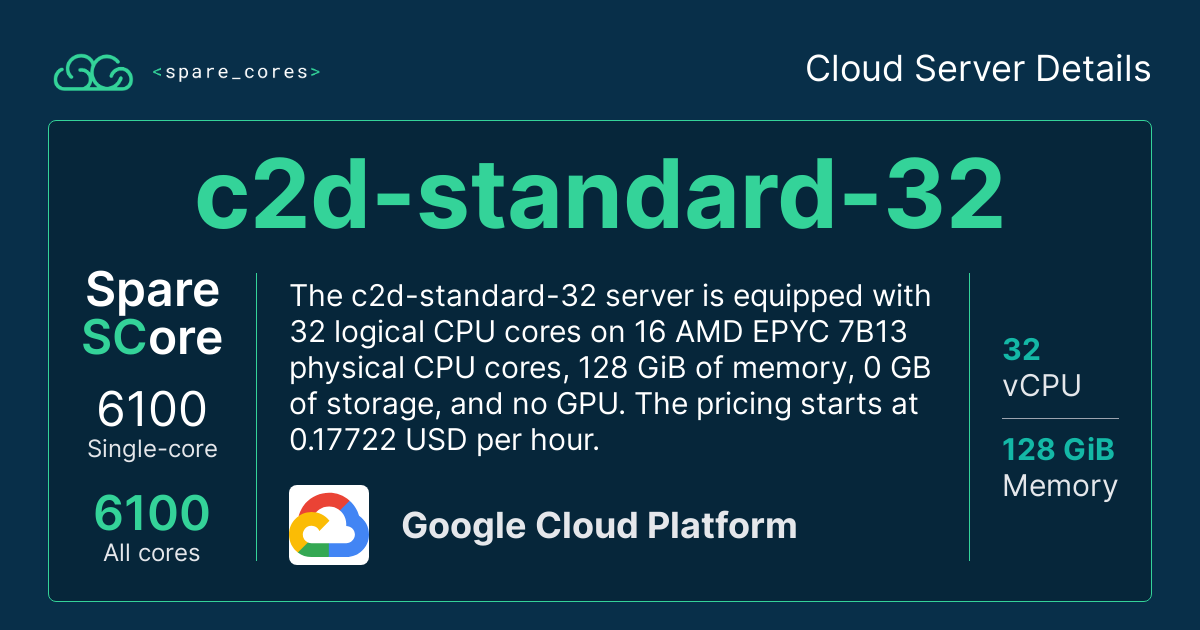 <spare_cores>
Cloud Server Details
c2d-standard-32
Spare
SCore
6100
Single-core
6100
All cores
The c2d-standard-32 server is equipped with
32 logical CPU cores on 16 AMD EPYC 7B13
physical CPU cores, 128 GiB of memory, 0 GB
of storage, and no GPU. The pricing starts at
0.17722 USD per hour.
Google Cloud Platform
32
vCPU
128 GiB
Memory